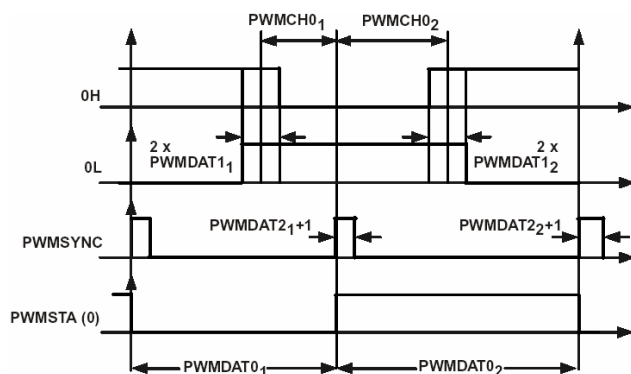 PWMCH0₁ PWMCH0₂
0H
2 x PWMDAT1₁
2 x PWMDAT1₂
0L
PWMDAT2₁+1 PWMDAT2₂+1
PWMSYNC
PWMSTA (0)
PWMDAT0₁ PWMDAT0₂